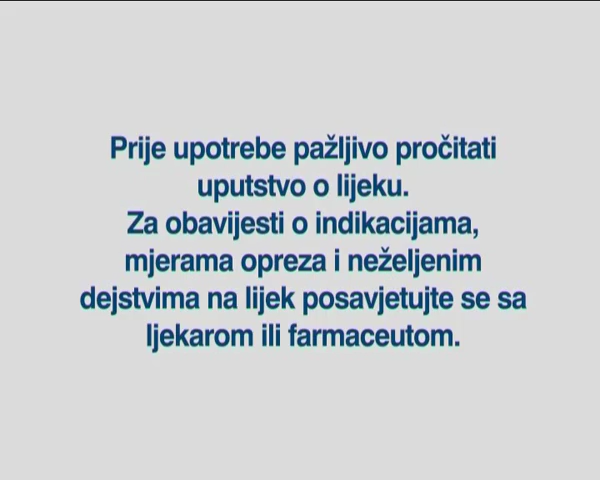 Prije upotrebe pažljivo pročitati
uputstvo o lijeku.
Za obavijesti o indikacijama,
mjerama opreza i neželjenim
dejstvima na lijek posavjetujte se sa
ljekarom ili farmaceutom.